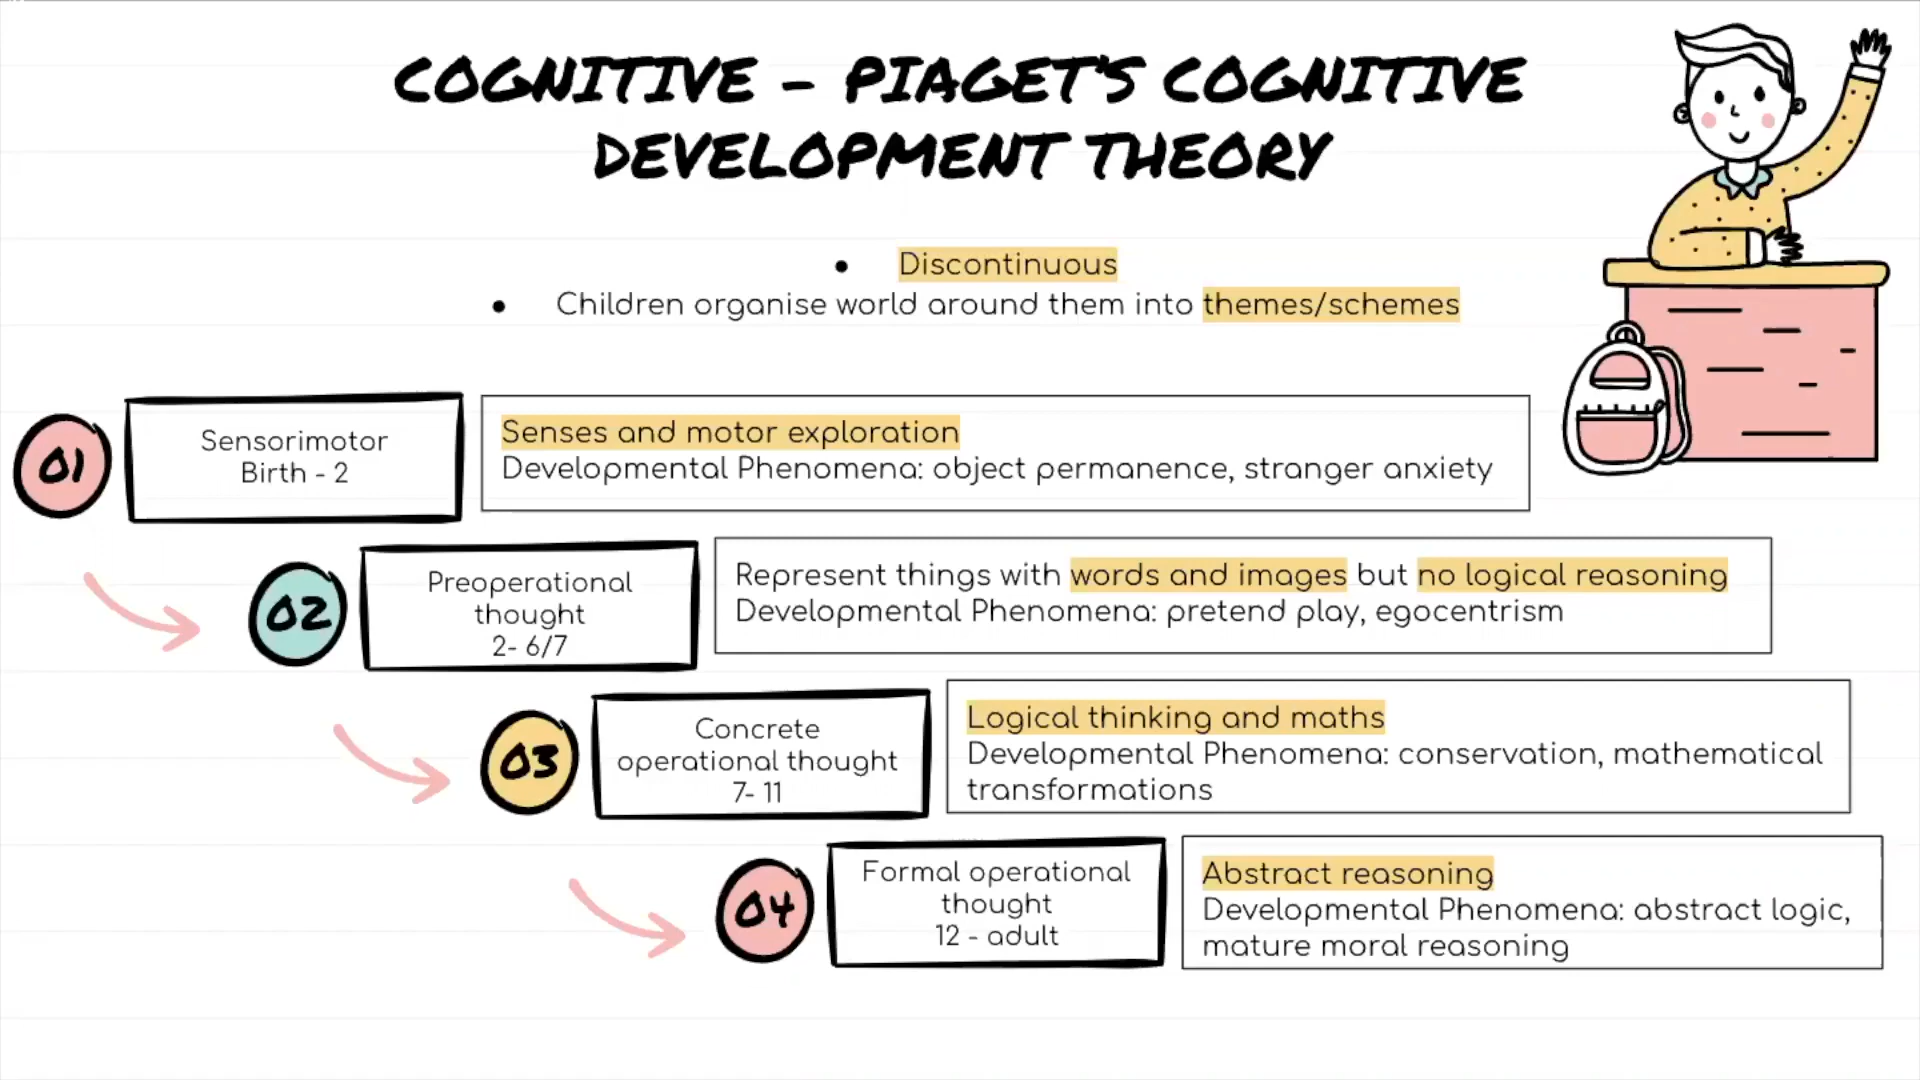 COGNITIVE - PIAGET'S COGNITIVE
DEVELOPMENT THEORY
● Discontinuous
● Children organise world around them into themes/schemes
01
Sensorimotor
Birth - 2
Senses and motor exploration
Developmental Phenomena: object permanence, stranger anxiety
02
Preoperational
thought
2- 6/7
Represent things with words and images but no logical reasoning
Developmental Phenomena: pretend play, egocentrism
03
Concrete
operational thought
7- 11
Logical thinking and maths
Developmental Phenomena: conservation, mathematical
transformations
04
Formal operational
thought
12 - adult
Abstract reasoning
Developmental Phenomena: abstract logic,
mature moral reasoning